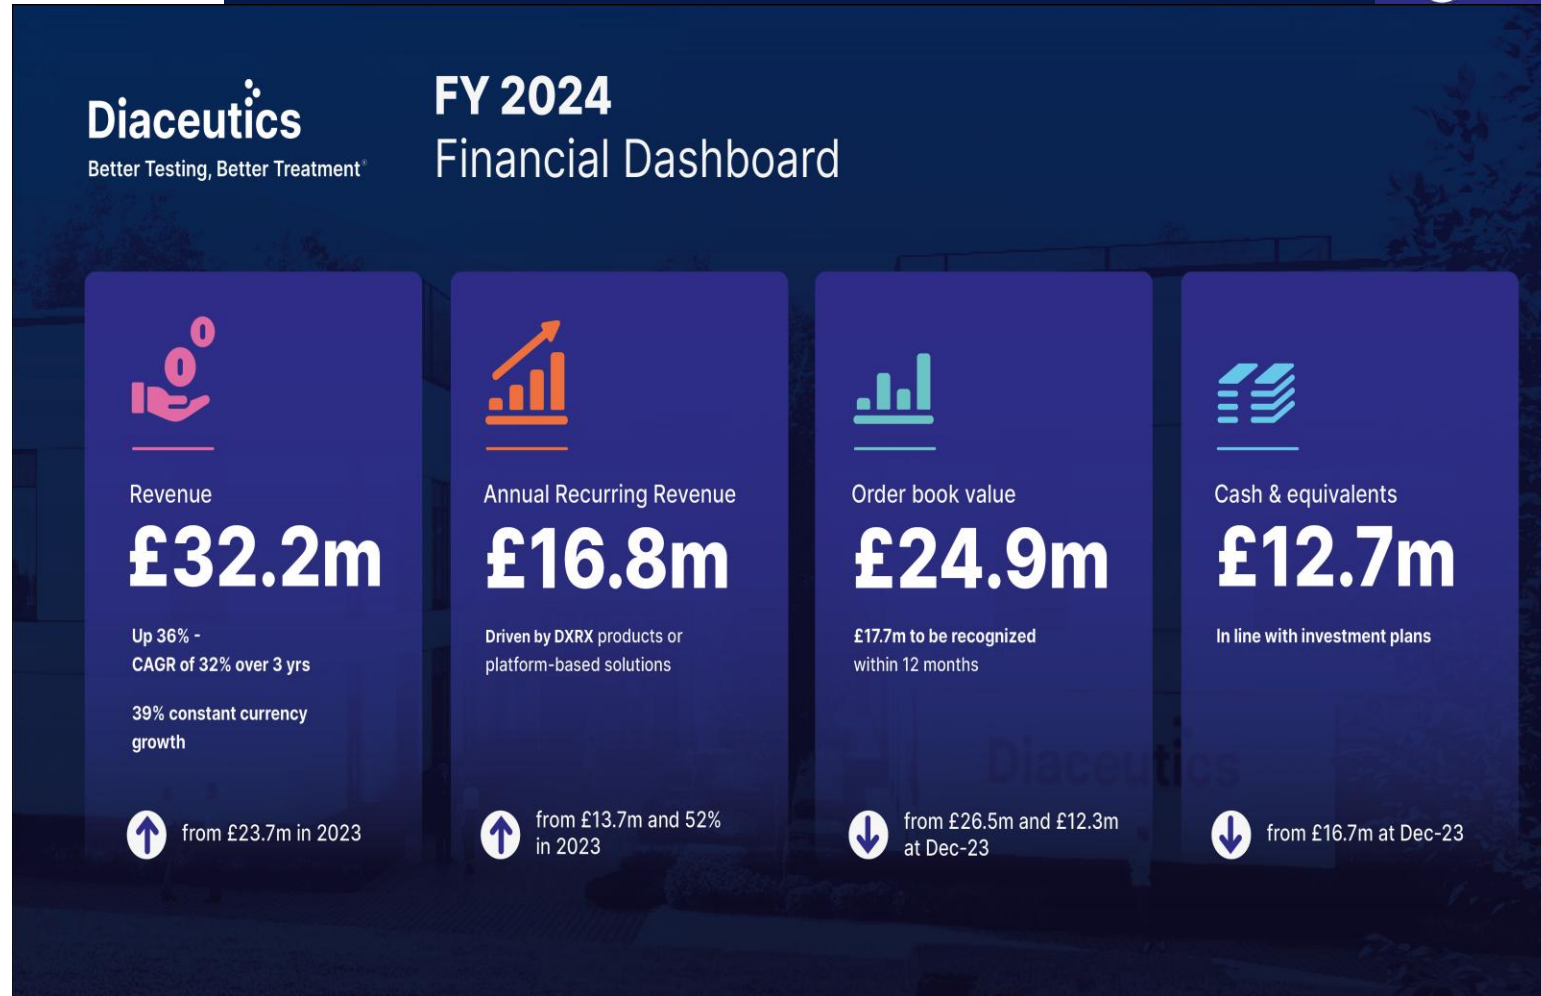 Diaceutics
Better Testing, Better Treatment®
FY 2024
Financial Dashboard
Revenue
£32.2m
Up 36% -
CAGR of 32% over 3 yrs
39% constant currency
growth
from £23.7m in 2023
Annual Recurring Revenue
£16.8m
Driven by DXRX products or
platform-based solutions
from £13.7m and 52%
in 2023
Order book value
£24.9m
£17.7m to be recognized
within 12 months
from £26.5m and £12.3m
at Dec-23
Cash & equivalents
£12.7m
In line with investment plans
from £16.7m at Dec-23
Diaceutics